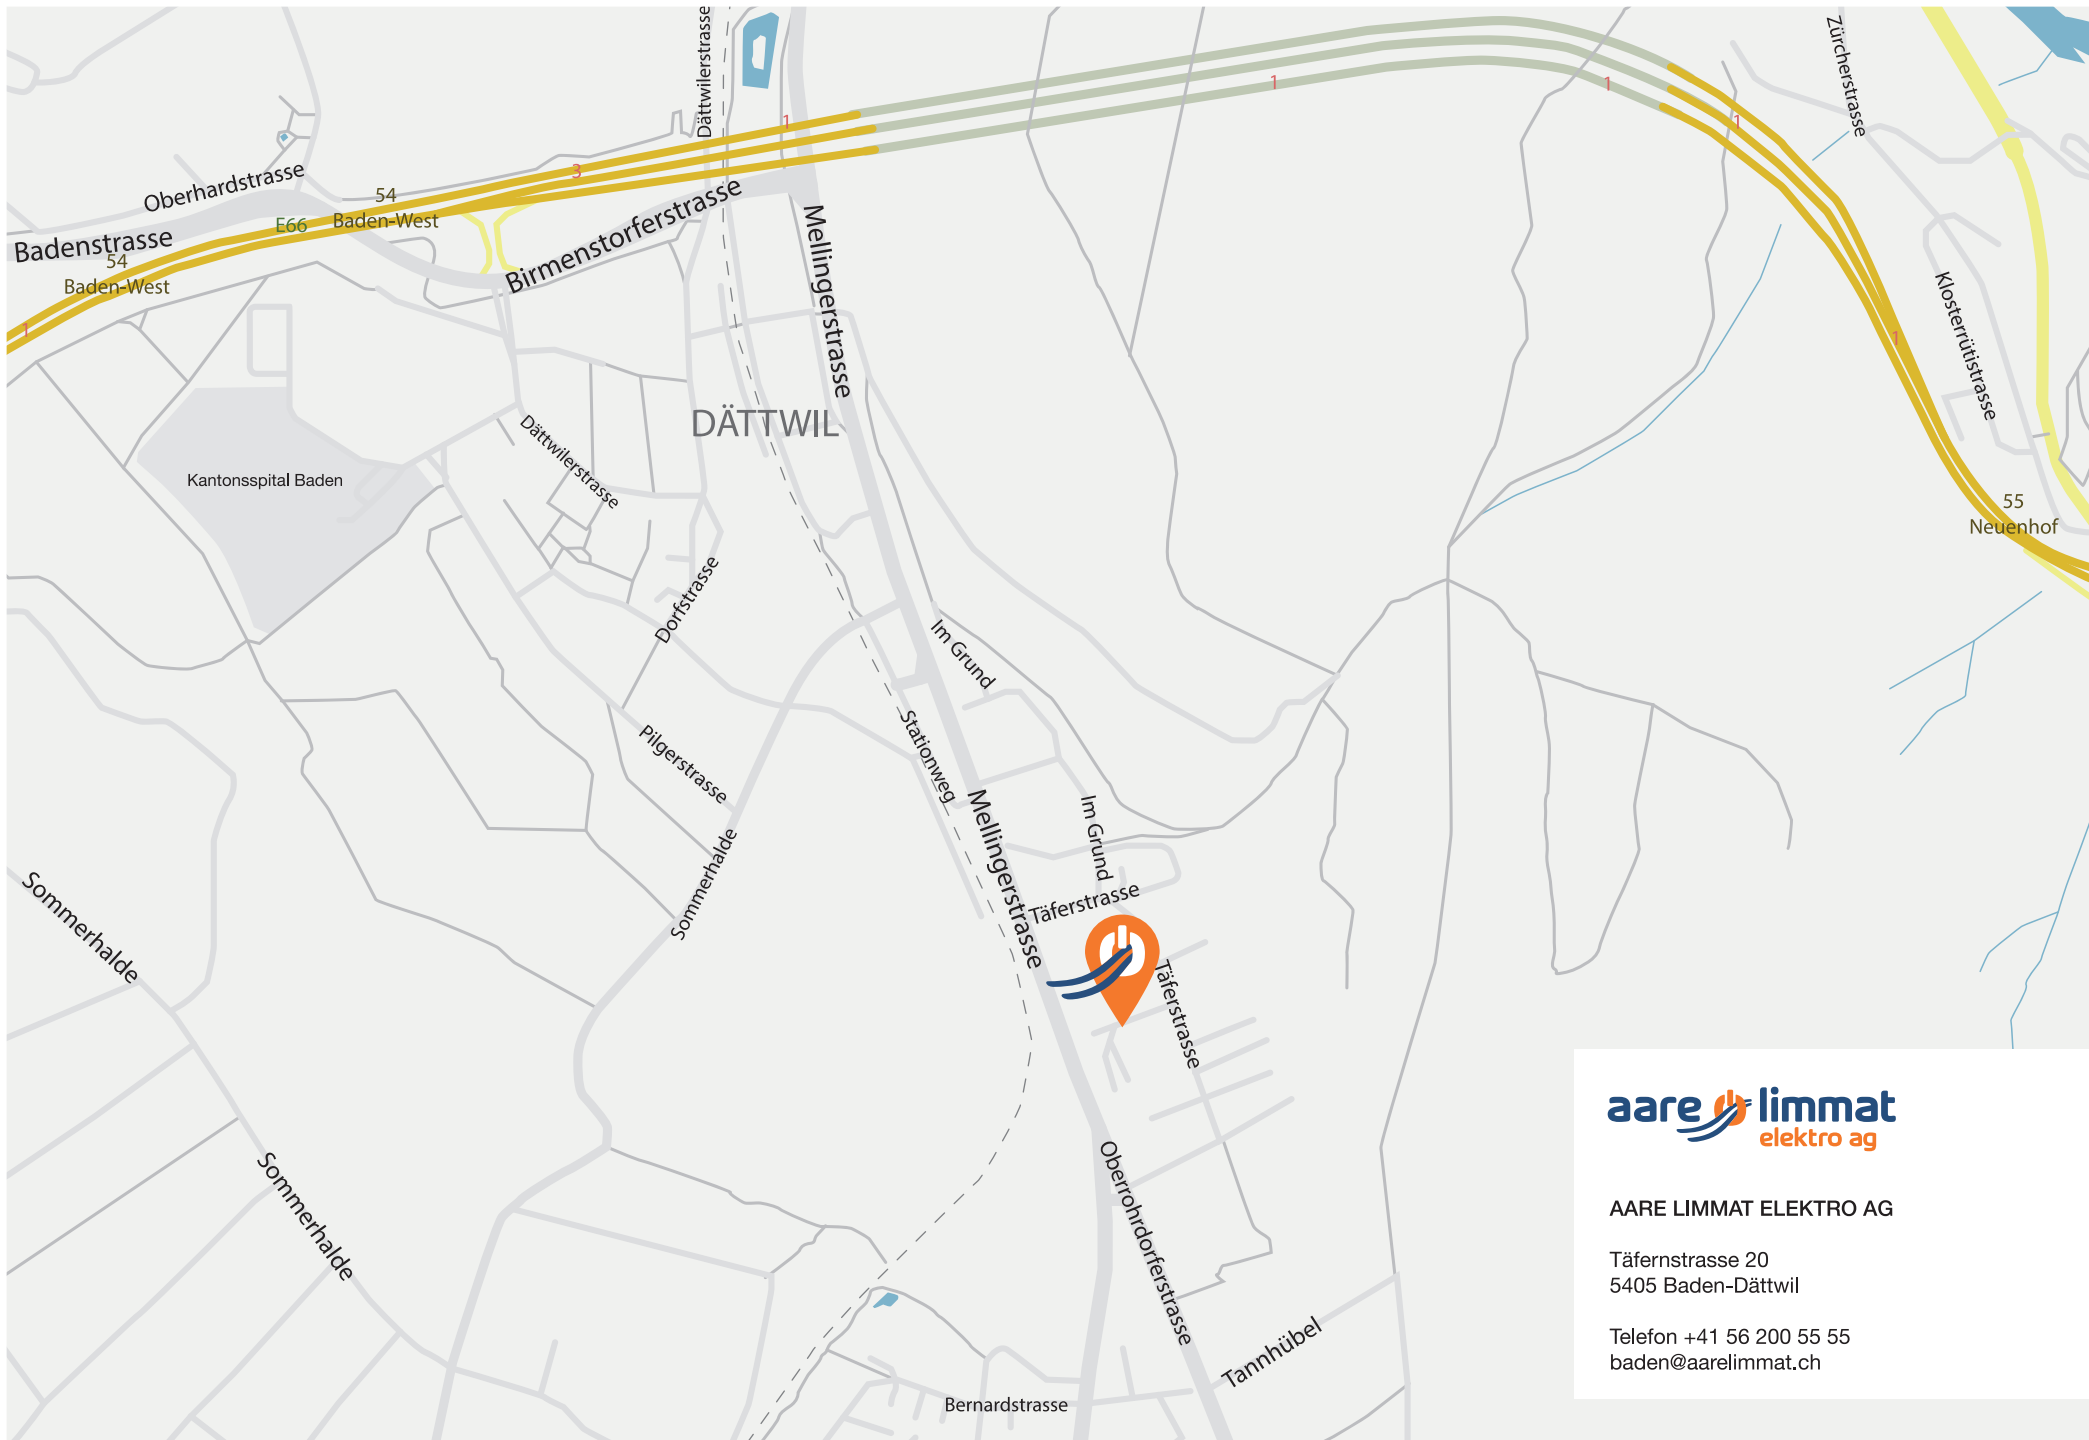 Dättwilerstrasse
Zürcherstrasse
1
1
1
1
3
Oberhardstrasse
54
Baden-West
E66
Badenstrasse
54
Baden-West
Birmenstorferstrasse
Mellingerstrasse
1
1
Klosterrütistrasse
DÄTTWIL
Dättwilerstrasse
Kantonsspital Baden
55
Neuenhof
Dorfstrasse
Im Grund
Stationweg
Pilgerstrasse
Mellingerstrasse
Im Grund
Sommerhalde
Sommerhalde
Täferstrasse
Täferstrasse
Oberrohrdorferstrasse
Sommerhalde
Tannhübel
Bernardstrasse
aare limmat
elektro ag
AARE LIMMAT ELEKTRO AG
Täfernstrasse 20
5405 Baden-Dättwil
Telefon +41 56 200 55 55
baden@aarelimmat.ch